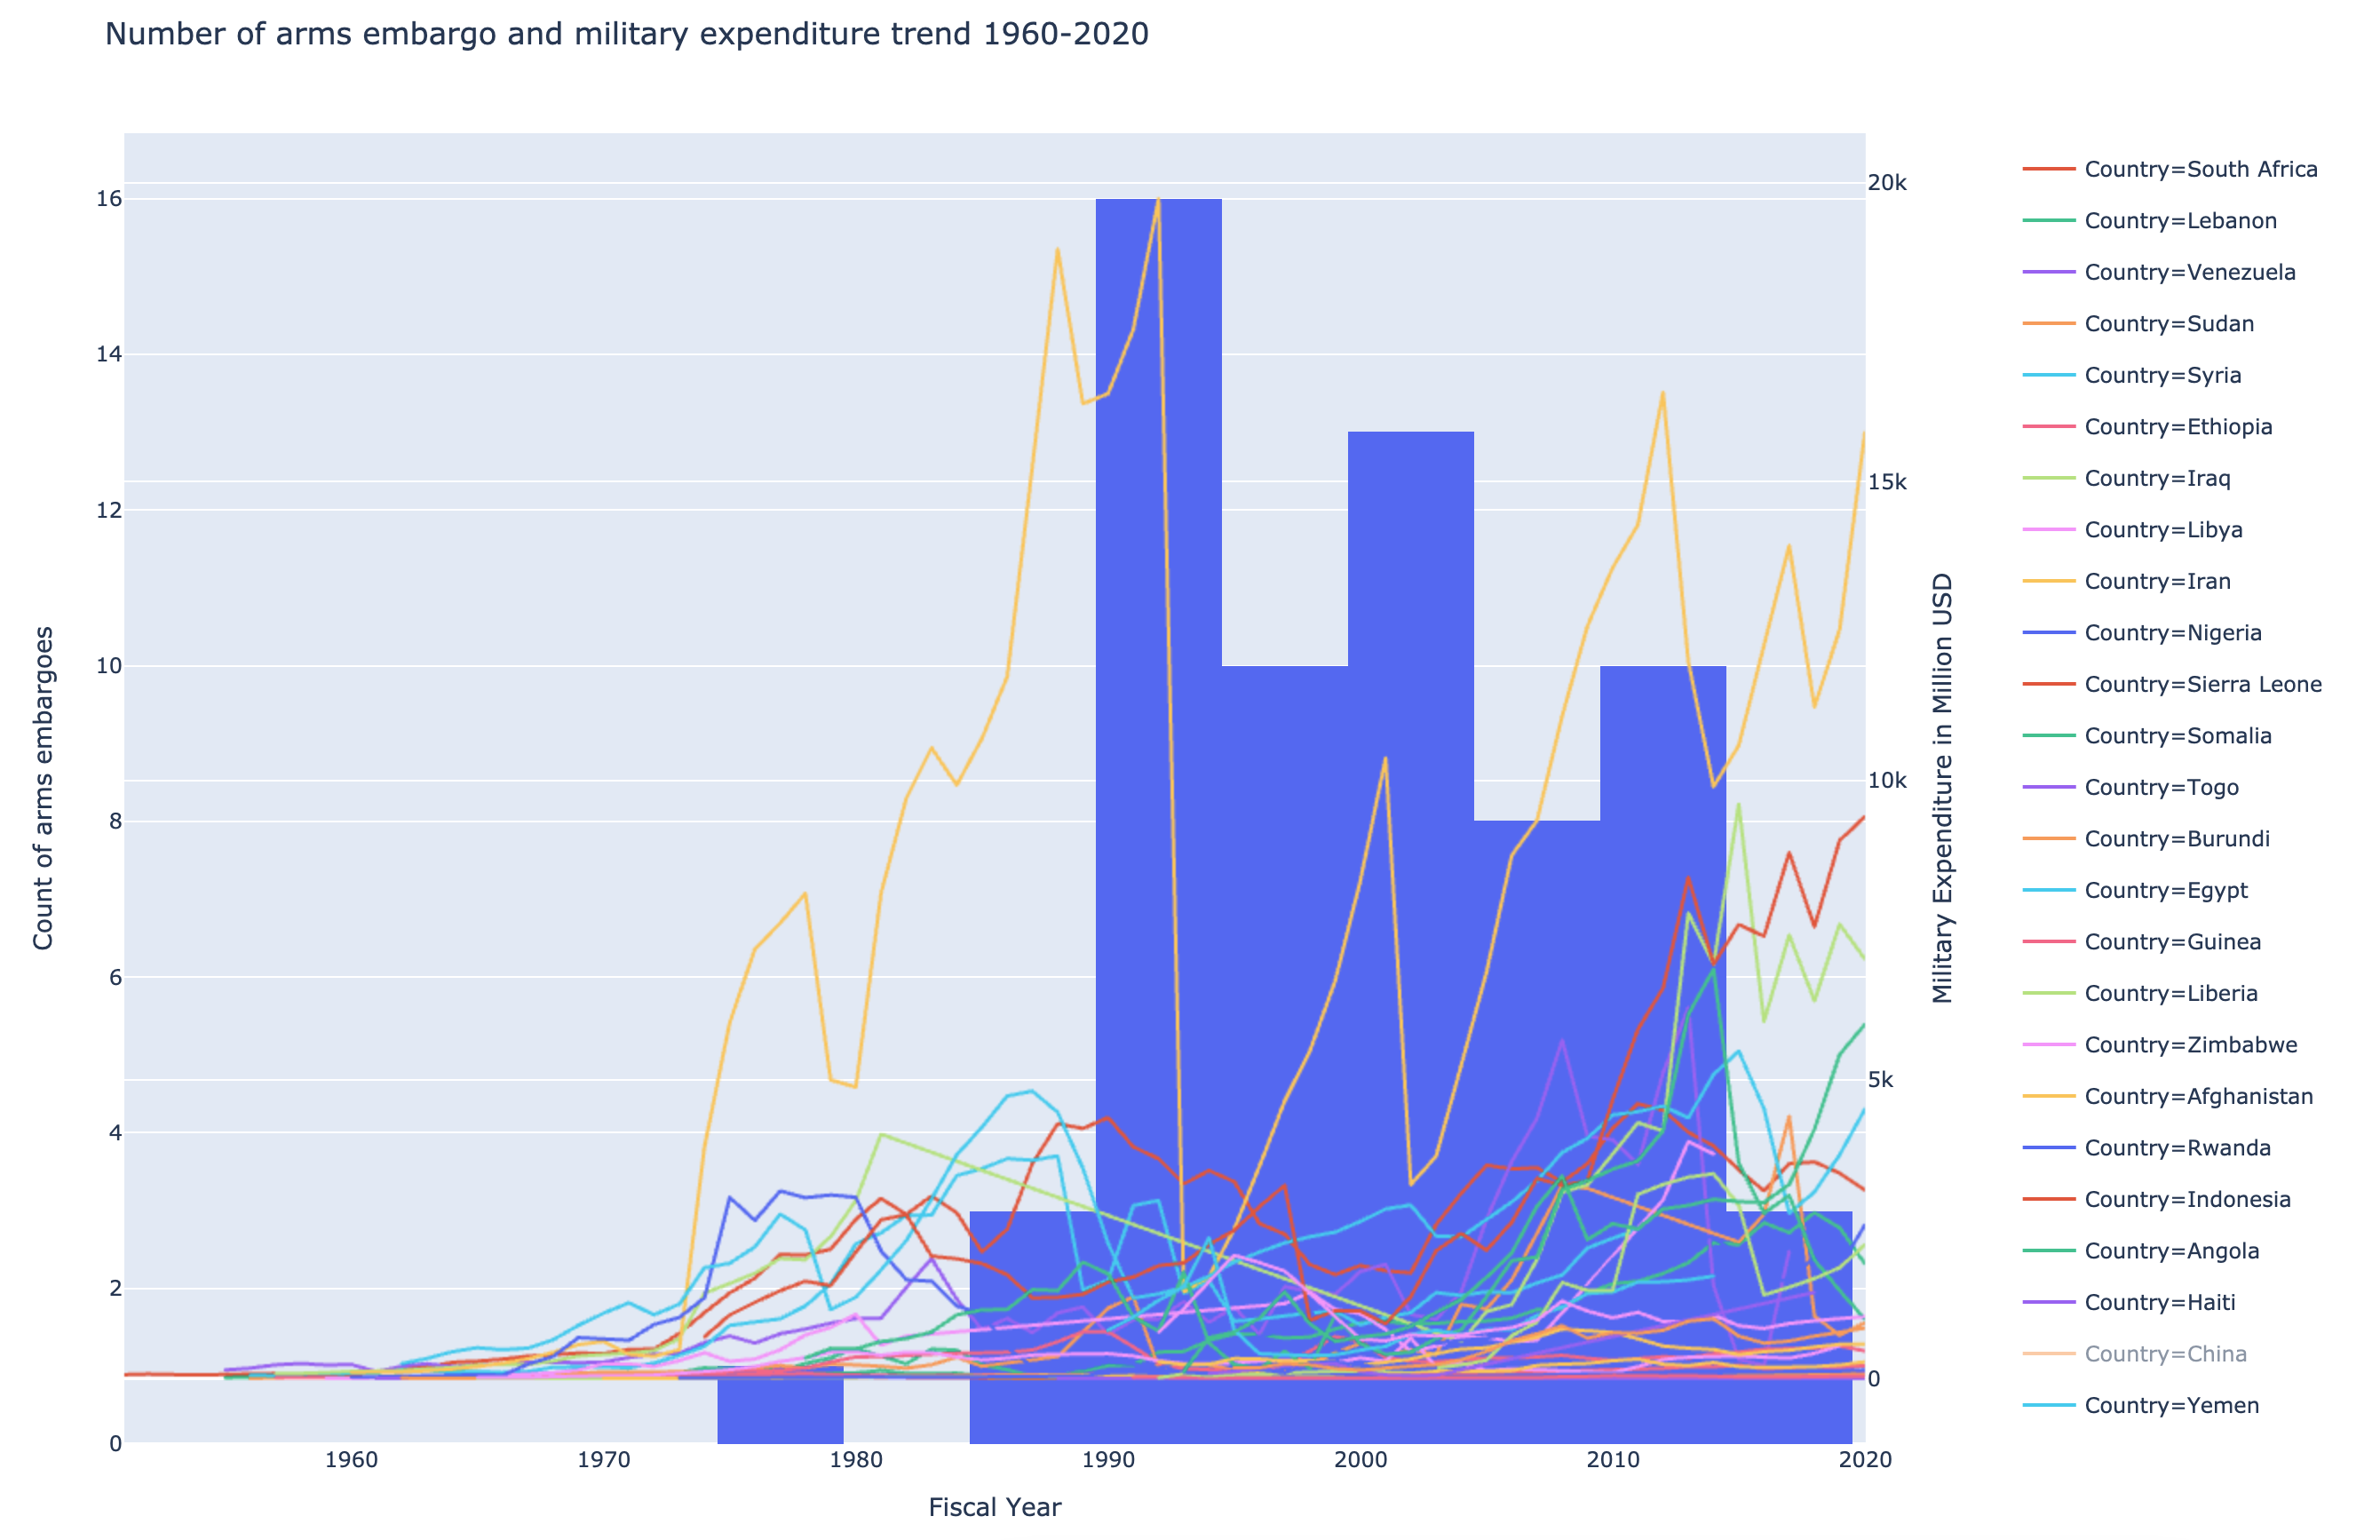 Number of arms embargo and military expenditure trend 1960-2020
Count of arms embargoes
16
14
12
10
8
6
4
2
0
1960
1970
1980
1990
2000
2010
2020
Fiscal Year
20k
15k
10k
5k
0
Military Expenditure in Million USD
Country=South Africa
Country=Lebanon
Country=Venezuela
Country=Sudan
Country=Syria
Country=Ethiopia
Country=Iraq
Country=Libya
Country=Iran
Country=Nigeria
Country=Sierra Leone
Country=Somalia
Country=Togo
Country=Burundi
Country=Egypt
Country=Guinea
Country=Liberia
Country=Zimbabwe
Country=Afghanistan
Country=Rwanda
Country=Indonesia
Country=Angola
Country=Haiti
Country=China
Country=Yemen